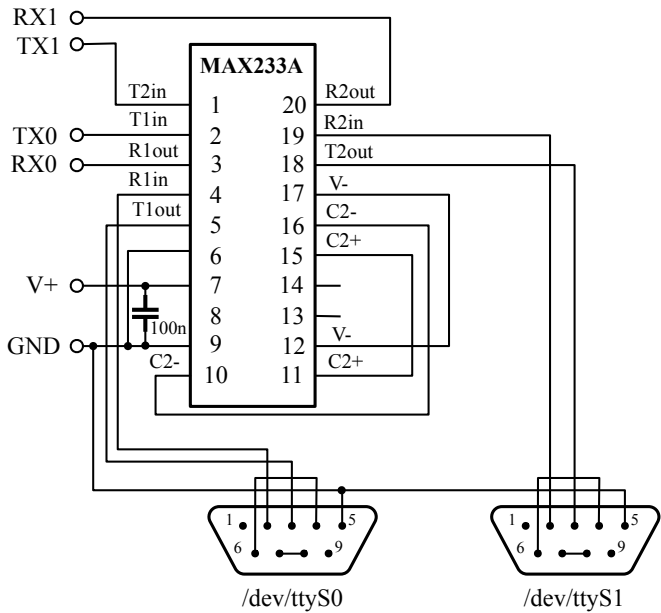 RX1
TX1
MAX233A
T2in 1 20 R2out
T1in 2 19 R2in
TX0
R1out 3 18 T2out
RX0
R1in 4 17 V-
T1out 5 16 C2-
6 15 C2+
V+ 7 14
8 13
100n
GND 9 12 V-
C2- 10 11 C2+
1 5
6 9
1 5
6 9
/dev/ttyS0
/dev/ttyS1